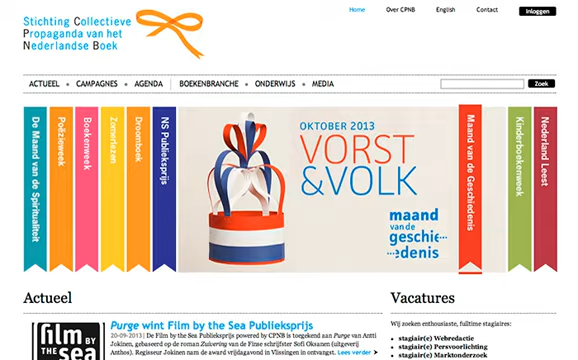 Stichting Collectieve
Propaganda van het
Nederlandse Boek
Home
Over CPNB
English
Contact
Inloggen
ACTUEEL • CAMPAGNES • AGENDA BOEKENBRANCHE • ONDERWIJS • MEDIA
Zoek
De Maand van de Spiritualiteit
Poëzieweek
Boekenweek
Zomerlezen
Droomboek
NS Publieksprijs
OKTOBER 2013
VORST
&VOLK
maand
van de
geschie-
denis
Maand van de Geschiedenis
Kinderboekenweek
Nederland Leest
Actueel
film BY
THE SEA
Purge wint Film by the Sea Publieksprijs
20-09-2013 | De Film by the Sea Publieksprijs powered by CPNB is toegekend aan Purge van Antti
Jokinen, gebaseerd op de roman Zuivering van de Finse schrijfster Sofi Oksanen (uitgeverij
Anthos). Regisseur Jokinen nam de award vrijdagavond in Vlissingen in ontvangst. Lees verder
Vacatures
Wij zoeken enthousiaste, fulltime stagiaires:
• stagiair(e) Webredactie
• stagiair(e) Persvoorlichting
• stagiair(e) Marktonderzoek